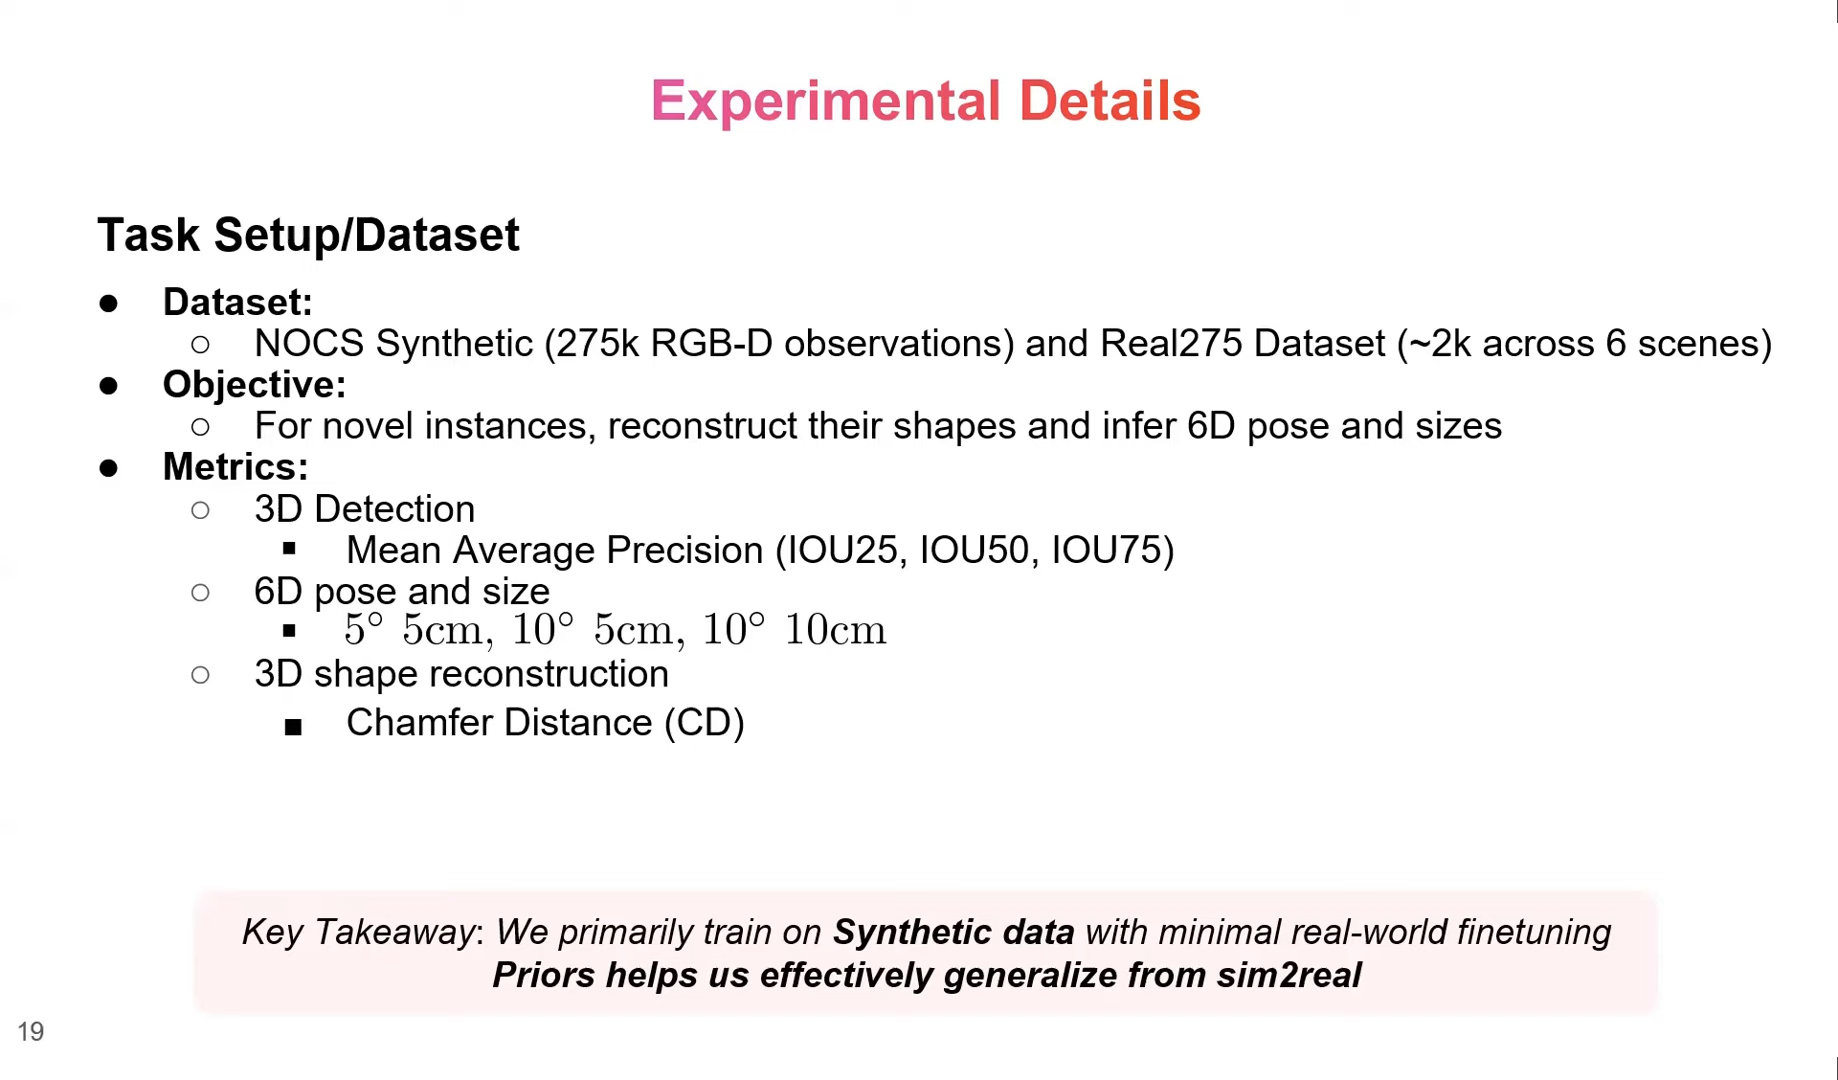 Experimental Details
Task Setup/Dataset
● Dataset:
○ NOCS Synthetic (275k RGB-D observations) and Real275 Dataset (~2k across 6 scenes)
● Objective:
○ For novel instances, reconstruct their shapes and infer 6D pose and sizes
● Metrics:
○ 3D Detection
■ Mean Average Precision (IOU25, IOU50, IOU75)
○ 6D pose and size
■ 5° 5cm, 10° 5cm, 10° 10cm
○ 3D shape reconstruction
■ Chamfer Distance (CD)
Key Takeaway: We primarily train on Synthetic data with minimal real-world finetuning
Priors helps us effectively generalize from sim2real
19